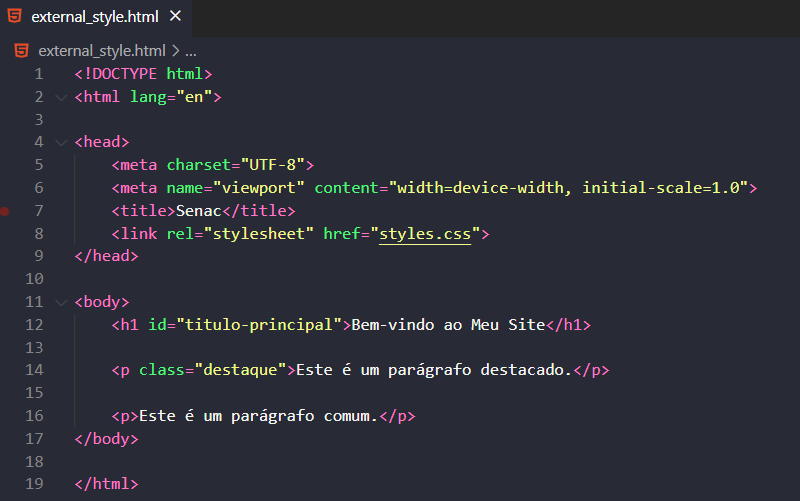 external_style.html
external_style.html > ...
1 <!DOCTYPE html>
2 <html lang="en">
3
4 <head>
5 <meta charset="UTF-8">
6 <meta name="viewport" content="width=device-width, initial-scale=1.0">
7 <title>Senac</title>
8 <link rel="stylesheet" href="styles.css">
9 </head>
10
11 <body>
12 <h1 id="titulo-principal">Bem-vindo ao Meu Site</h1>
13
14 <p class="destaque">Este é um parágrafo destacado.</p>
15
16 <p>Este é um parágrafo comum.</p>
17 </body>
18
19 </html>